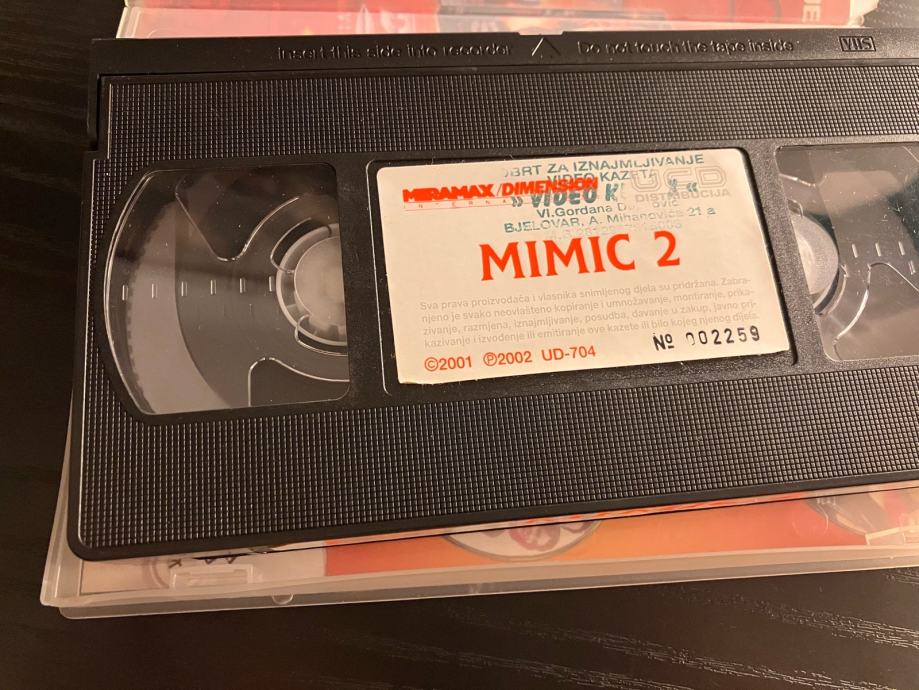 Insert this side into recorder
Do not touch the tape inside
VHS
OBRT ZA IZNAJMLJIVANJE
VIDEO KAZETA
MIRAMAX/DIMENSION
UCD
» VIDEO «
DISTRIBUCIJA
Vl.Gordana
BJELOVAR, A. Mihanovića 21 a
MIMIC 2
Sva prava proizvođača i vlasnika snimljenog djela su pridržana. Zabra-
njeno je svako neovlašteno kopiranje i umnožavanje, montiranje, prika-
zivanje, razmjena, iznajmljivanje, posudba, davanje u zakup, javno pri-
kazivanje i izvođenje ili emitiranje ove kazete ili bilo kojeg njenog dijela.
©2001 ℗2002 UD-704
№ 002259